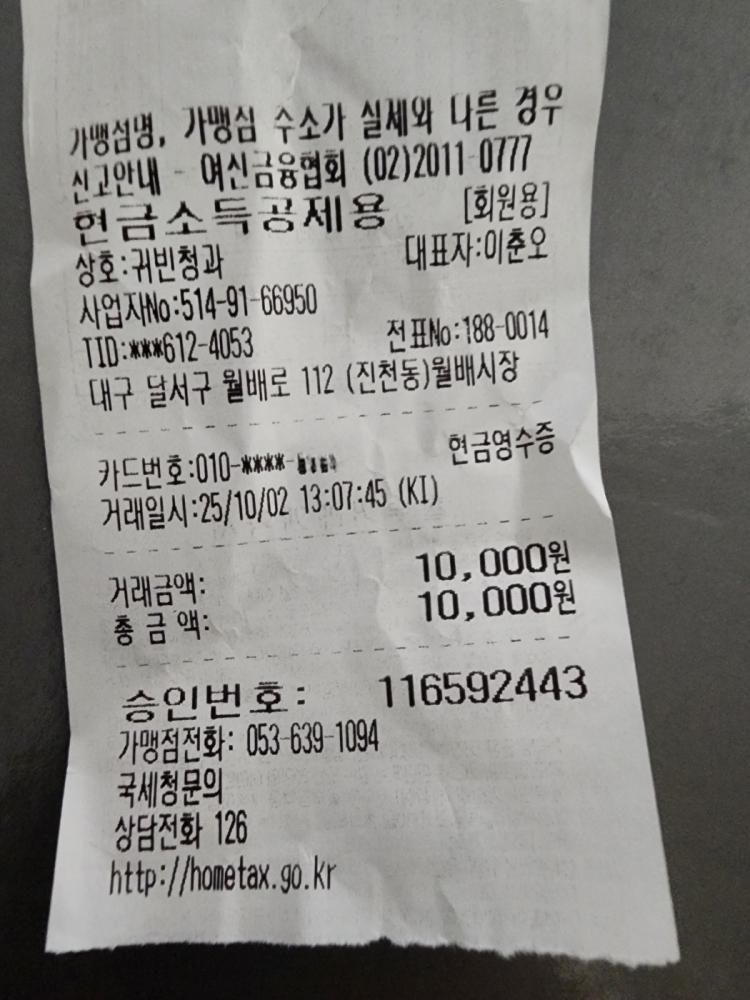 가맹점명, 가맹점 주소가 실제와 다른 경우
신고안내 - 여신금융협회 (02)2011-0777
현금소득공제용 [회원용]
상호:귀빈청과 대표자:이춘오
사업자No:514-91-66950
TID:***612-4053 전표No:188-0014
대구 달서구 월배로 112 (진천동)월배시장
카드번호:010-****- 현금영수증
거래일시:25/10/02 13:07:45 (KI)
거래금액: 10,000원
총 금 액: 10,000원
승인번호: 116592443
가맹점전화: 053-639-1094
국세청문의
상담전화 126
http://hometax.go.kr